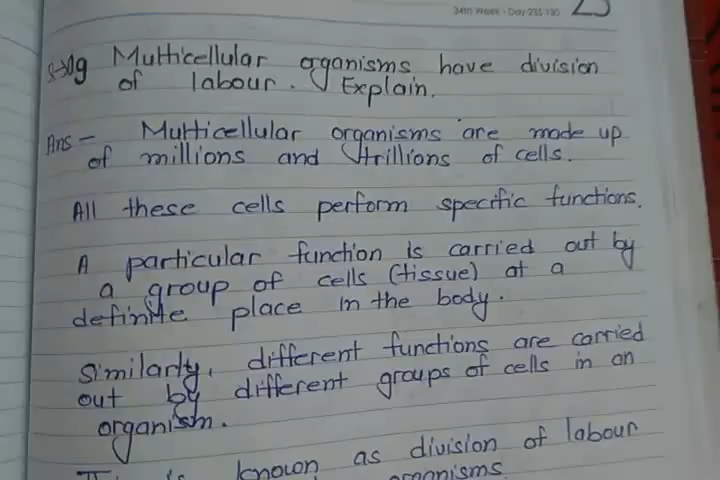 34th Week - Day 235-130
23
Multicellular organisms have division
of labour. Explain.
Ans - Multicellular organisms are made up
of millions and trillions of cells.
All these cells perform specific functions.
A particular function is carried out by
a group of cells (tissue) at a
definite place in the body.
Similarly, different functions are carried
out by different groups of cells in an
organism.
is known as division of labour
organisms